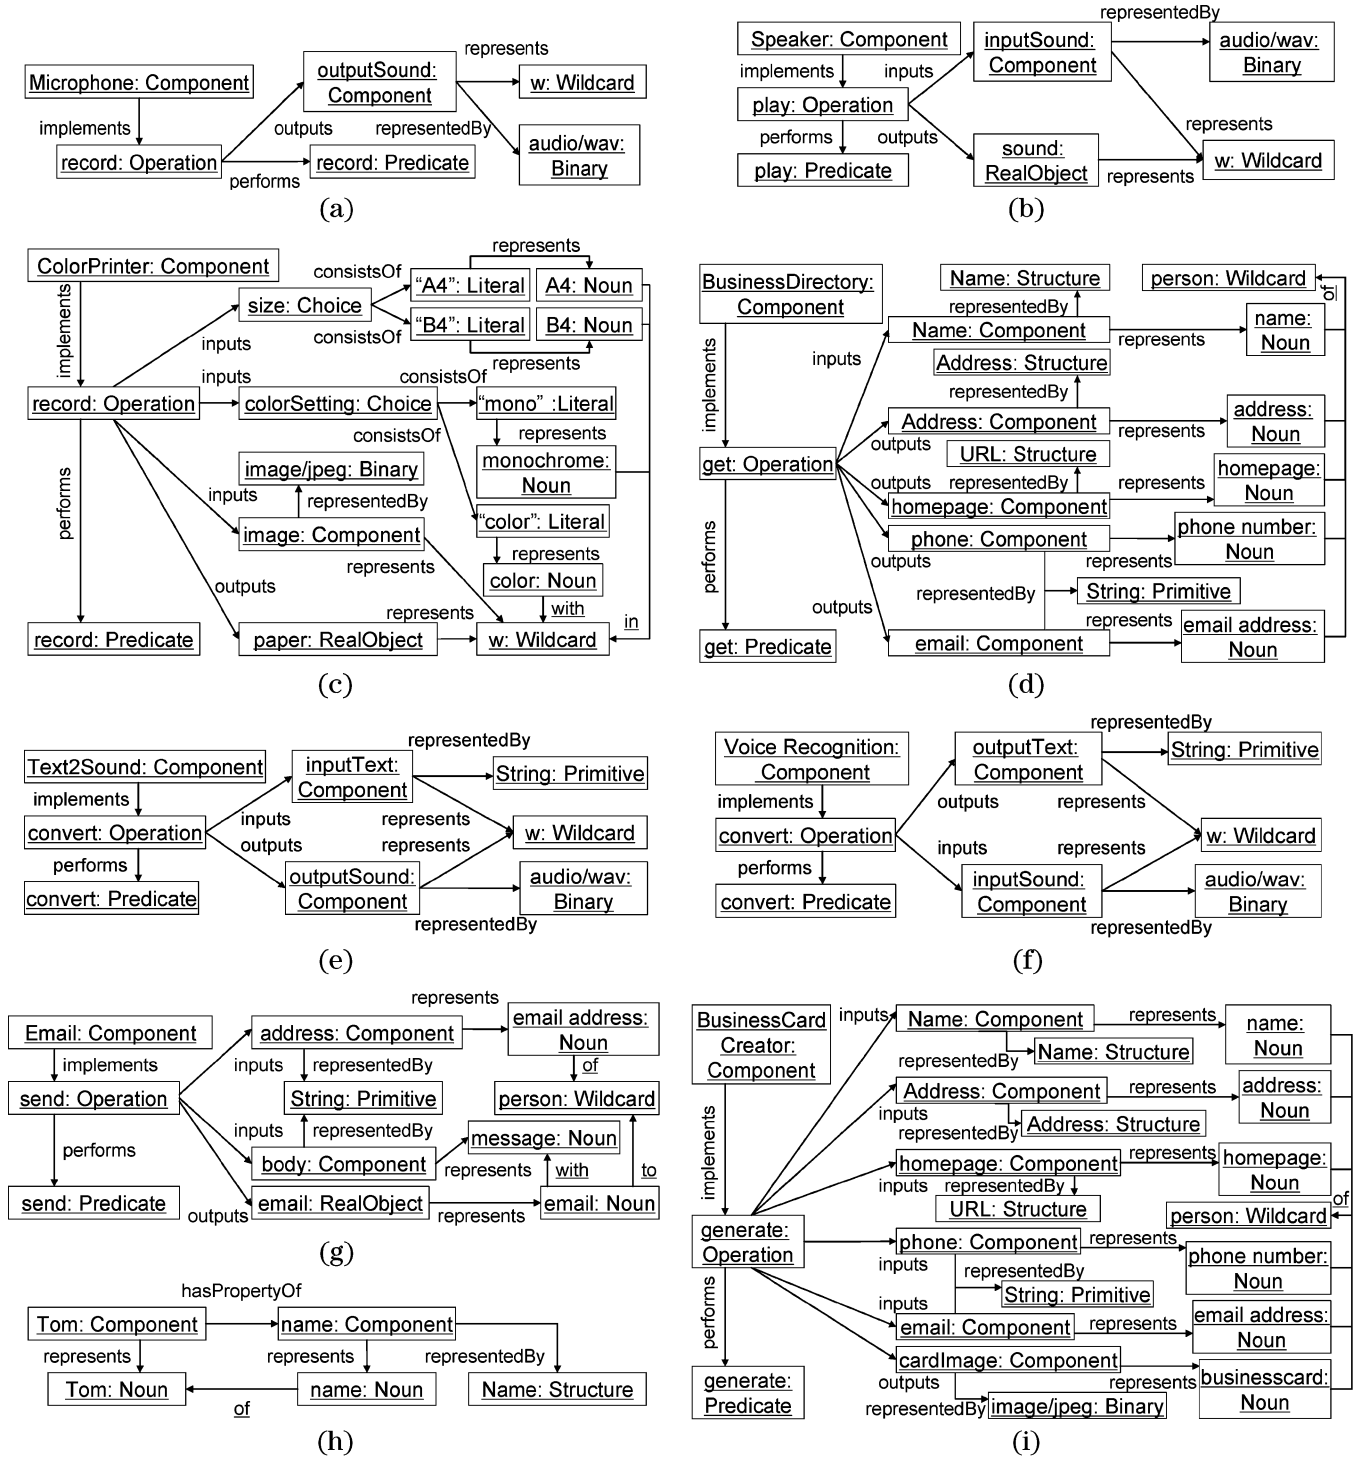 represents
Microphone: Component
outputSound:
Component
w: Wildcard
implements
outputs
representedBy
audio/wav:
Binary
record: Operation
record: Predicate
performs
(a)
representedBy
Speaker: Component
inputSound:
Component
audio/wav:
Binary
implements
inputs
play: Operation
performs
outputs
represents
play: Predicate
sound:
RealObject
represents
w: Wildcard
(b)
represents
ColorPrinter: Component
consistsOf
"A4": Literal
A4: Noun
size: Choice
"B4": Literal
B4: Noun
consistsOf
implements
inputs
represents
inputs
consistsOf
record: Operation
colorSetting: Choice
"mono" :Literal
consistsOf
represents
image/jpeg: Binary
monochrome:
Noun
performs
inputs
representedBy
"color": Literal
image: Component
represents
represents
color: Noun
outputs
represents
with
in
record: Predicate
paper: RealObject
w: Wildcard
(c)
BusinessDirectory:
Component
Name: Structure
person: Wildcard
of
representedBy
Name: Component
represents
name:
Noun
implements
inputs
Address: Structure
representedBy
Address: Component
represents
address:
Noun
outputs
URL: Structure
get: Operation
outputs
representedBy
represents
homepage:
Noun
homepage: Component
phone: Component
phone number:
Noun
outputs
represents
performs
representedBy
String: Primitive
outputs
represents
get: Predicate
email: Component
email address:
Noun
(d)
representedBy
Text2Sound: Component
inputText:
Component
String: Primitive
implements
inputs
represents
convert: Operation
w: Wildcard
performs
outputs
represents
convert: Predicate
outputSound:
Component
audio/wav:
Binary
representedBy
(e)
representedBy
Voice Recognition:
Component
outputText:
Component
String: Primitive
implements
outputs
represents
convert: Operation
w: Wildcard
performs
inputs
represents
convert: Predicate
inputSound:
Component
audio/wav:
Binary
representedBy
(f)
represents
Email: Component
address: Component
email address:
Noun
implements
inputs
representedBy
of
send: Operation
String: Primitive
person: Wildcard
inputs
representedBy
message: Noun
performs
body: Component
represents
with
to
send: Predicate
outputs
email: RealObject
represents
email: Noun
(g)
hasPropertyOf
Tom: Component
name: Component
represents
represents
representedBy
Tom: Noun
name: Noun
Name: Structure
of
(h)
BusinessCard
Creator:
Component
inputs
Name: Component
represents
name:
Noun
representedBy
Name: Structure
Address: Component
represents
address:
Noun
inputs
representedBy
Address: Structure
implements
homepage: Component
represents
homepage:
Noun
inputs
representedBy
URL: Structure
of
person: Wildcard
generate:
Operation
phone: Component
represents
phone number:
Noun
inputs
representedBy
String: Primitive
performs
inputs
email: Component
represents
email address:
Noun
cardImage: Component
generate:
Predicate
outputs
represents
businesscard:
Noun
representedBy
image/jpeg: Binary
(i)